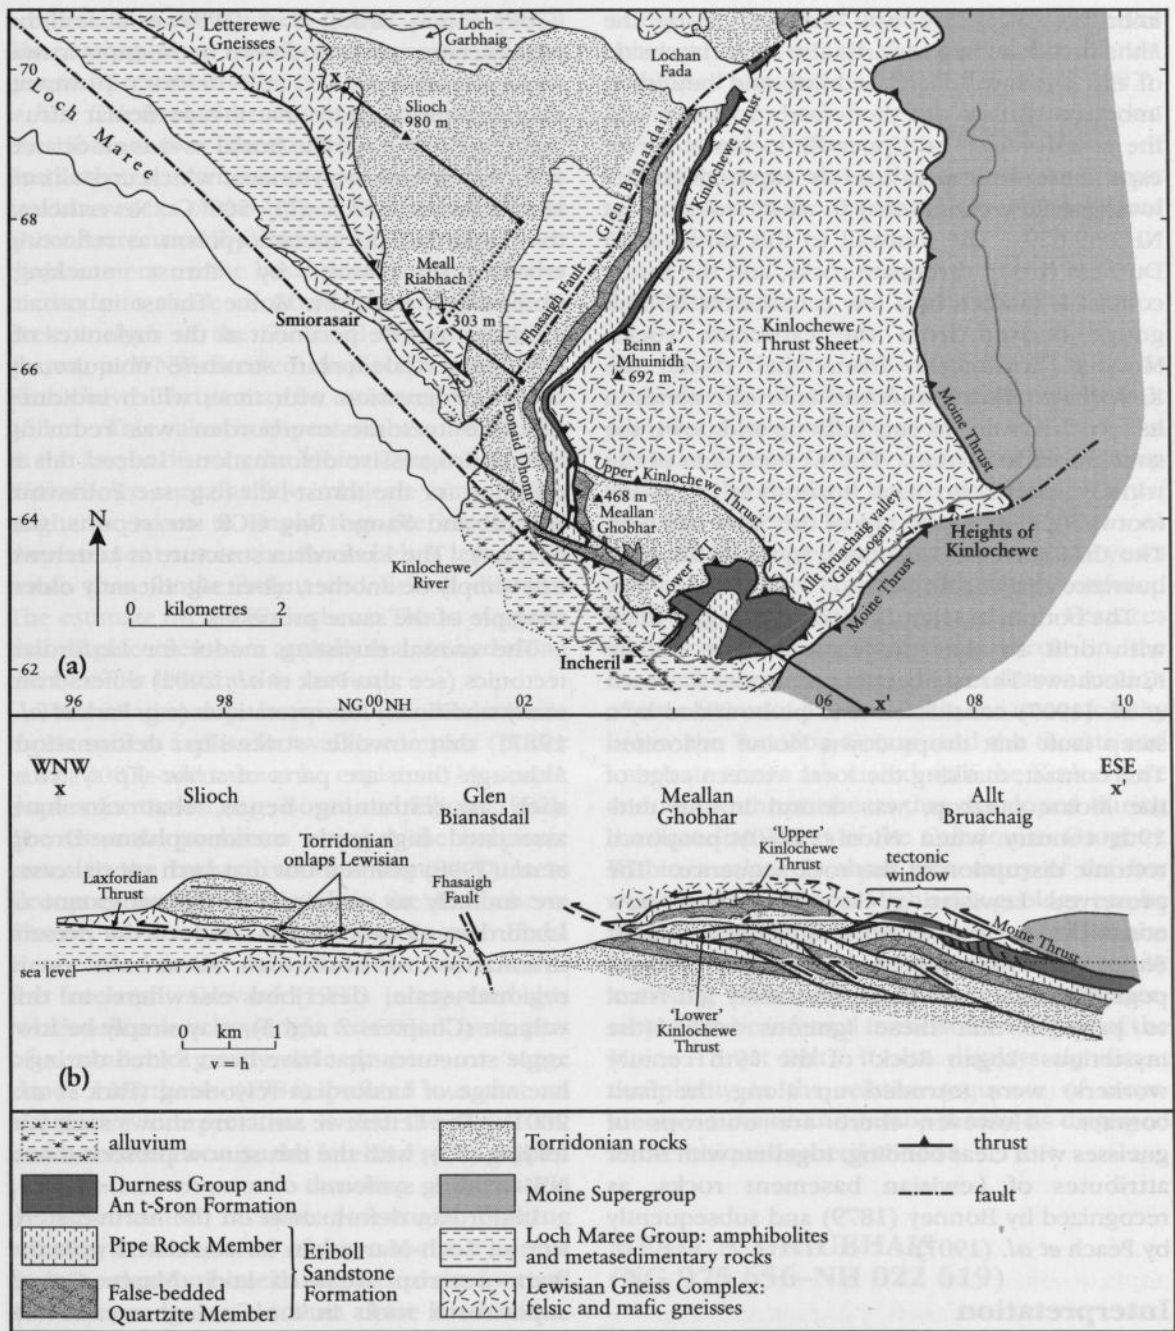 Letterewe
Gneisses
Loch
Garbhaig
Lochan
Fada
70
x
Slioch
980 m
Loch Maree
Glen Bianasdail
Kinlochewe Thrust
68
Meall
Riabhach
Fhasaigh Fault
Smiorasair
303 m
Kinlochewe
Thrust Sheet
Beinn a
Mhuinidh
692 m
66
Moine Thrust
Bonaid Dhonn
'Upper' Kinlochewe Thrust
468 m
Meallan
Ghobhar
64
N
Kinlochewe
River
Allt Bruachaig valley
Glen Logan
Heights of
Kinlochewe
'Lower'
Moine Thrust
0 kilometres 2
Incheril
62
(a)
96 98 NG 00 NH 02 06 x' 08 10
WNW
x
ESE
x'
Slioch
Glen
Bianasdail
Meallan
Ghobhar
Allt
Bruachaig
Torridonian
onlaps Lewisian
'Upper'
Kinlochewe
Thrust
tectonic
window
Laxfordian
Thrust
Fhasaigh
Fault
Moine Thrust
sea level
'Lower'
Kinlochewe
Thrust
0 km 1
v = h
(b)
alluvium
Durness Group and
An t-Sron Formation
Pipe Rock Member
False-bedded
Quartzite Member
Eriboll
Sandstone
Formation
Torridonian rocks
Moine Supergroup
Loch Maree Group: amphibolites
and metasedimentary rocks
Lewisian Gneiss Complex:
felsic and mafic gneisses
thrust
fault